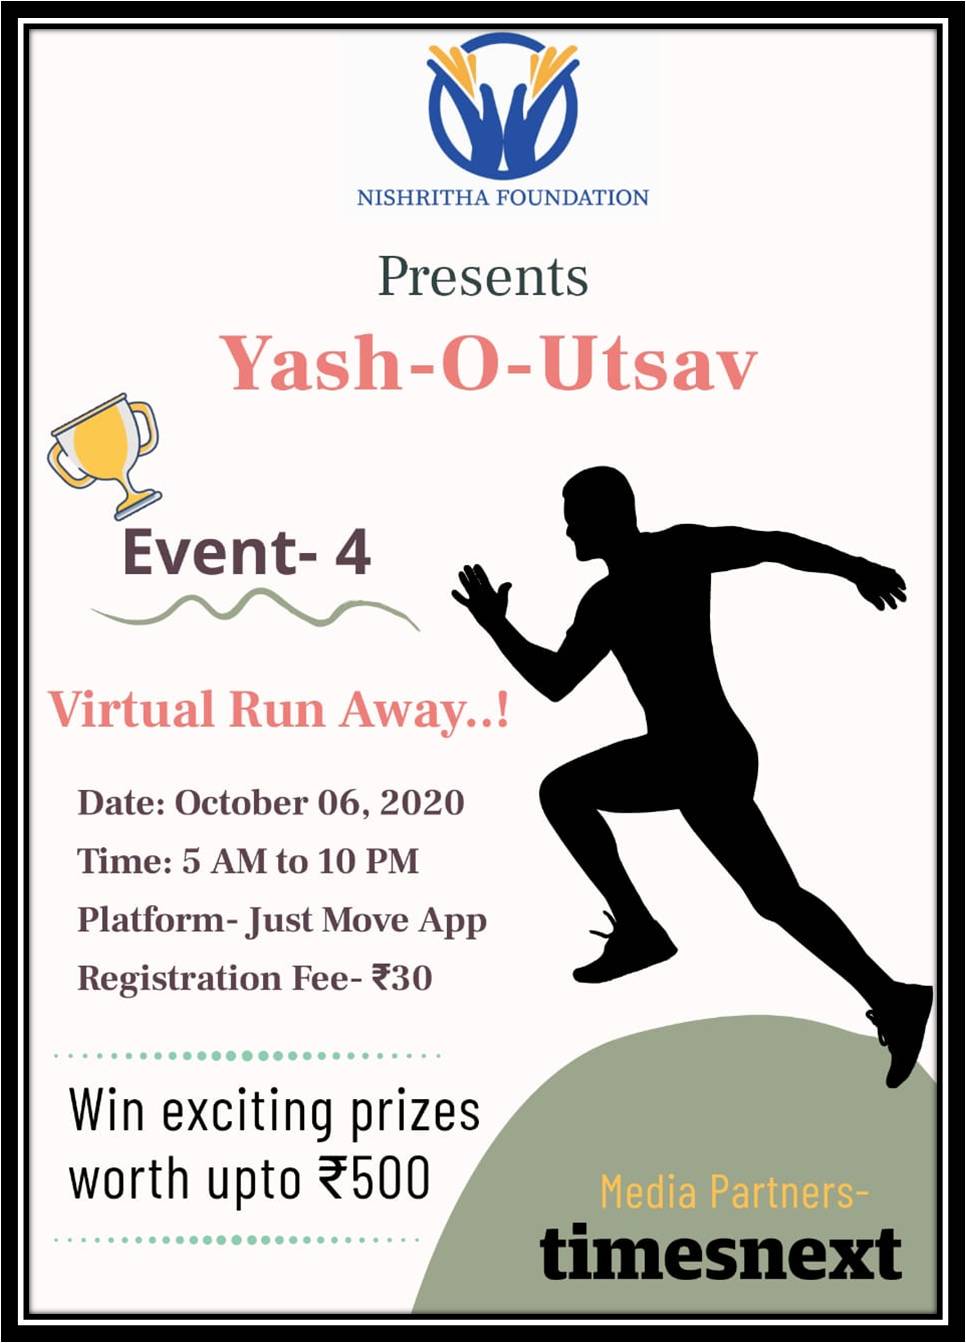 NISHRITHA FOUNDATION
Presents
Yash-O-Utsav
Event- 4
Virtual Run Away..!
Date: October 06, 2020
Time: 5 AM to 10 PM
Platform- Just Move App
Registration Fee- ₹30
Win exciting prizes
worth upto ₹500
Media Partners-
timesnext